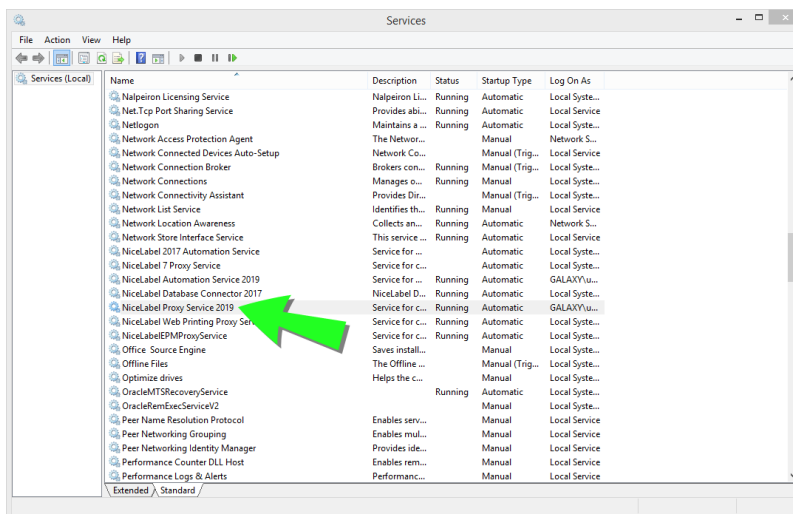 Services
File Action View Help
Services (Local)
Name Description Status Startup Type Log On As
Nalpeiron Licensing Service Nalpeiron Li... Running Automatic Local Syste...
Net.Tcp Port Sharing Service Provides abi... Running Automatic Local Service
Netlogon Maintains a ... Running Automatic Local Syste...
Network Access Protection Agent The Networ... Manual Network S...
Network Connected Devices Auto-Setup Network Co... Manual (Trig... Local Service
Network Connection Broker Brokers con... Running Manual (Trig... Local Syste...
Network Connections Manages o... Running Manual Local Syste...
Network Connectivity Assistant Provides Dir... Manual (Trig... Local Syste...
Network List Service Identifies th... Running Manual Local Service
Network Location Awareness Collects an... Running Automatic Network S...
Network Store Interface Service This service ... Running Automatic Local Service
NiceLabel 2017 Automation Service Service for ... Automatic Local Syste...
NiceLabel 7 Proxy Service Service for c... Automatic Local Syste...
NiceLabel Automation Service 2019 Service for ... Running Automatic GALAXY\u...
NiceLabel Database Connector 2017 NiceLabel D... Running Automatic Local Syste...
NiceLabel Proxy Service 2019 Service for c... Running Automatic GALAXY\u...
NiceLabel Web Printing Proxy Service for c... Running Automatic Local Syste...
NiceLabelEPMProxyService Service for c... Running Automatic Local Syste...
Office Source Engine Saves install... Manual Local Syste...
Offline Files The Offline ... Manual (Trig... Local Syste...
Optimize drives Helps the c... Manual Local Syste...
OracleMTSRecoveryService Running Automatic Local Syste...
OracleRemExecServiceV2 Manual Local Syste...
Peer Name Resolution Protocol Enables serv... Manual Local Service
Peer Networking Grouping Enables mul... Manual Local Service
Peer Networking Identity Manager Provides ide... Manual Local Service
Performance Counter DLL Host Enables rem... Manual Local Service
Performance Logs & Alerts Performanc... Manual Local Service
Extended Standard